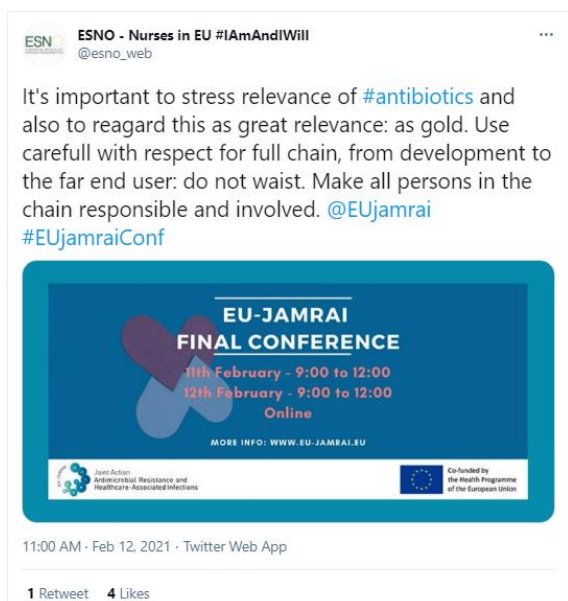 ESNO
ESNO - Nurses in EU #IAmAndIWill
@esno_web
It's important to stress relevance of #antibiotics and
also to reagard this as great relevance: as gold. Use
carefull with respect for full chain, from development to
the far end user: do not waist. Make all persons in the
chain responsible and involved. @EUjamrai
#EUjamraiConf
EU-JAMRAI
FINAL CONFERENCE
11th February - 9:00 to 12:00
12th February - 9:00 to 12:00
Online
MORE INFO: WWW.EU-JAMRAI.EU
EU-JAMRAI
Joint Action
Antimicrobial Resistance and
Healthcare-Associated Infections
Co-funded by
the Health Programme
of the European Union
11:00 AM · Feb 12, 2021 · Twitter Web App
1 Retweet 4 Likes